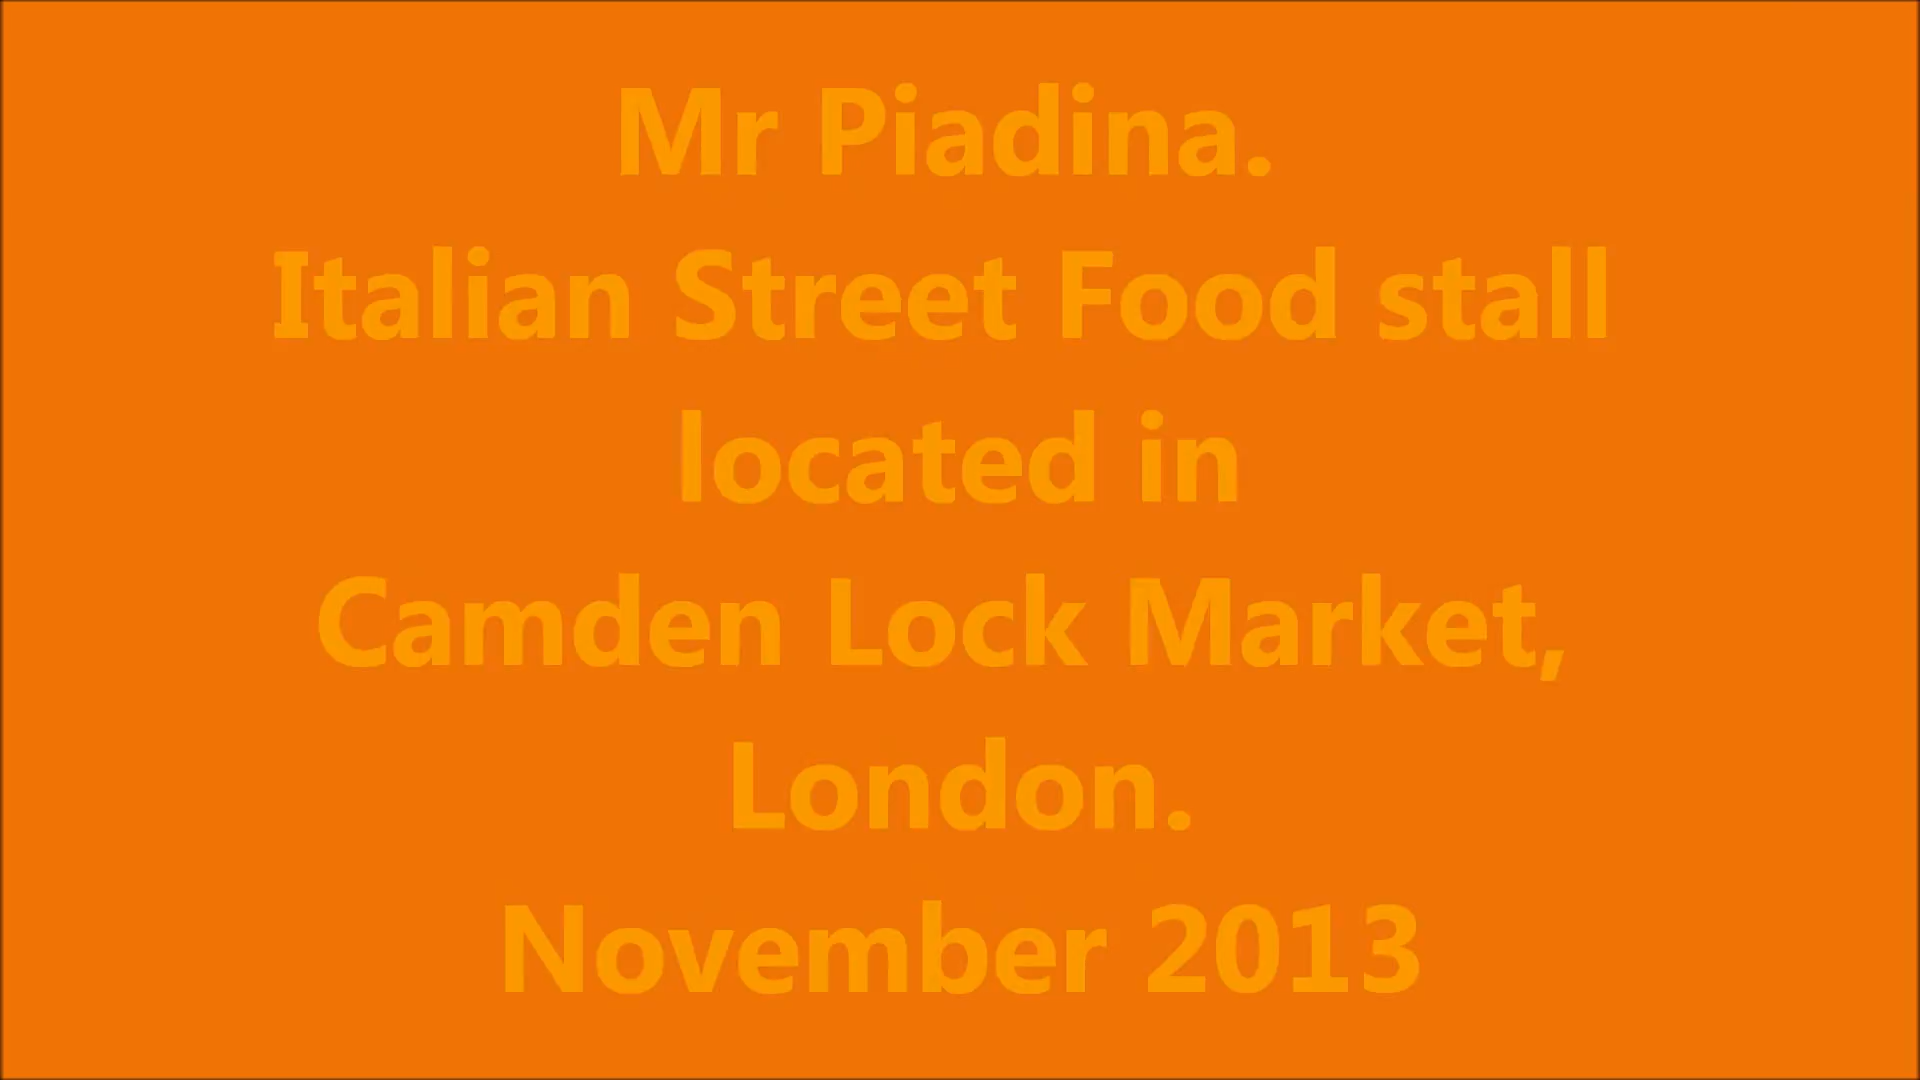 Mr Piadina.
Italian Street Food stall
located in
Camden Lock Market,
London.
November 2013